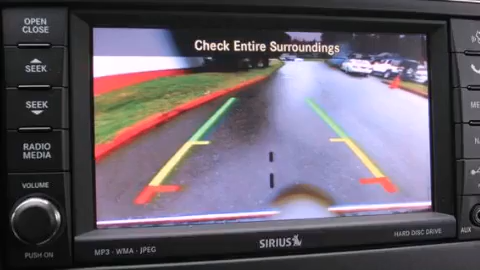 OPEN
CLOSE
SEEK
SEEK
RADIO
MEDIA
VOLUME
PUSH-ON
Check Entire Surroundings
MP3 · WMA · JPEG
SIRIUS
HARD DISC DRIVE
AUX